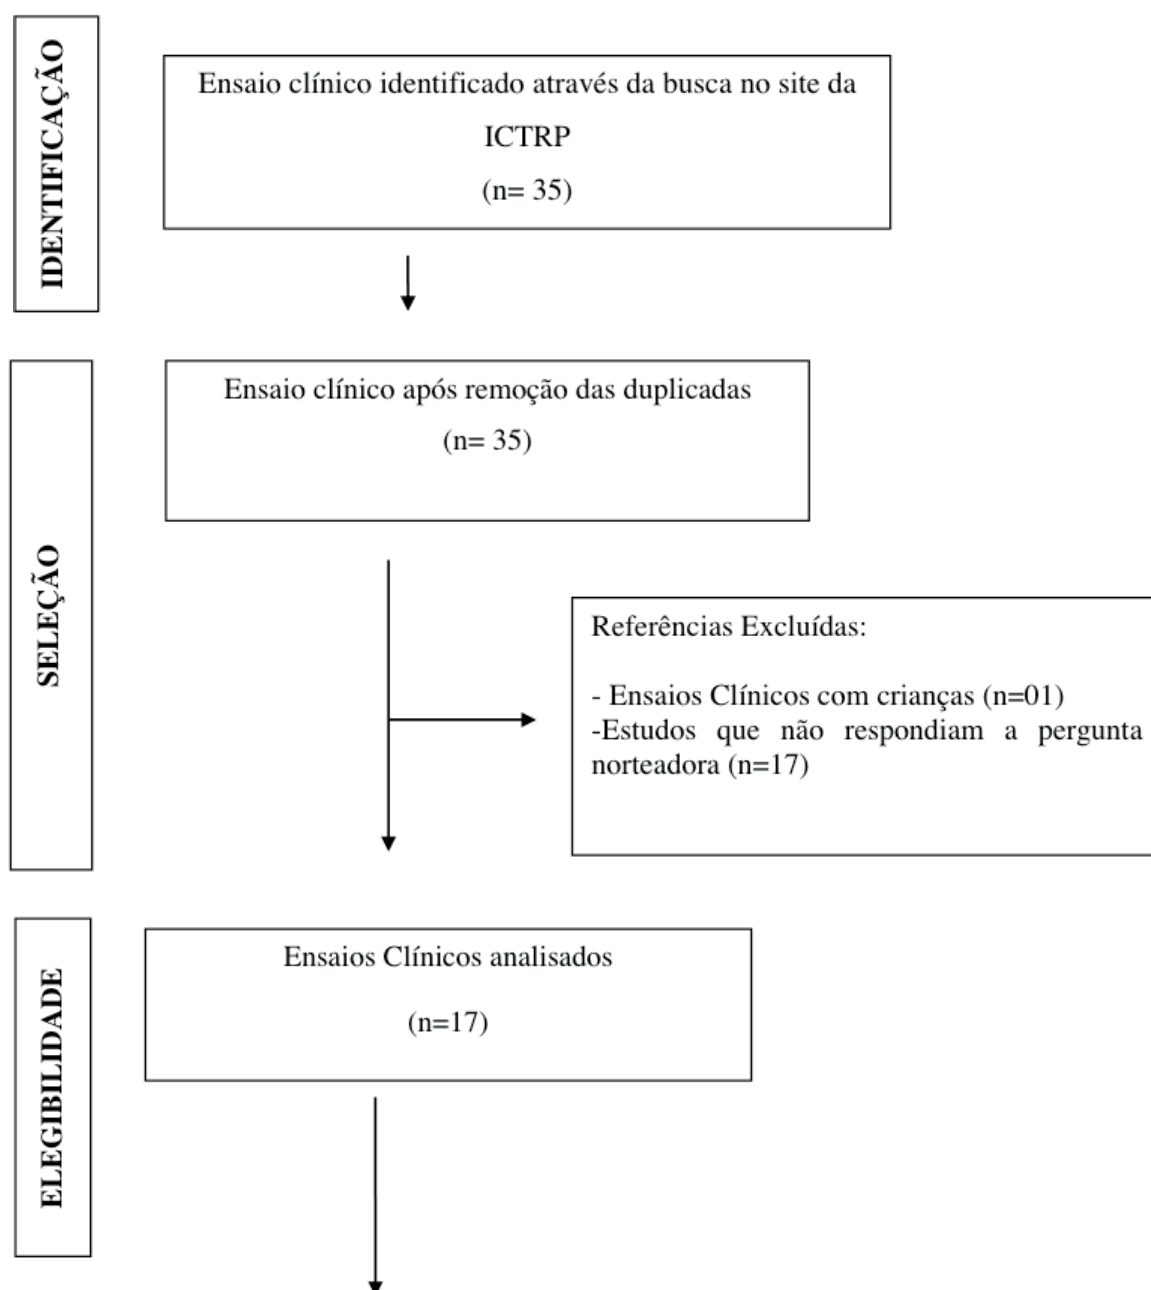 IDENTIFICAÇÃO
Ensaio clínico identificado através da busca no site da
ICTRP
(n= 35)
SELEÇÃO
Ensaio clínico após remoção das duplicadas
(n= 35)
Referências Excluídas:
- Ensaios Clínicos com crianças (n=01)
-Estudos que não respondiam a pergunta
norteadora (n=17)
ELEGIBILIDADE
Ensaios Clínicos analisados
(n=17)